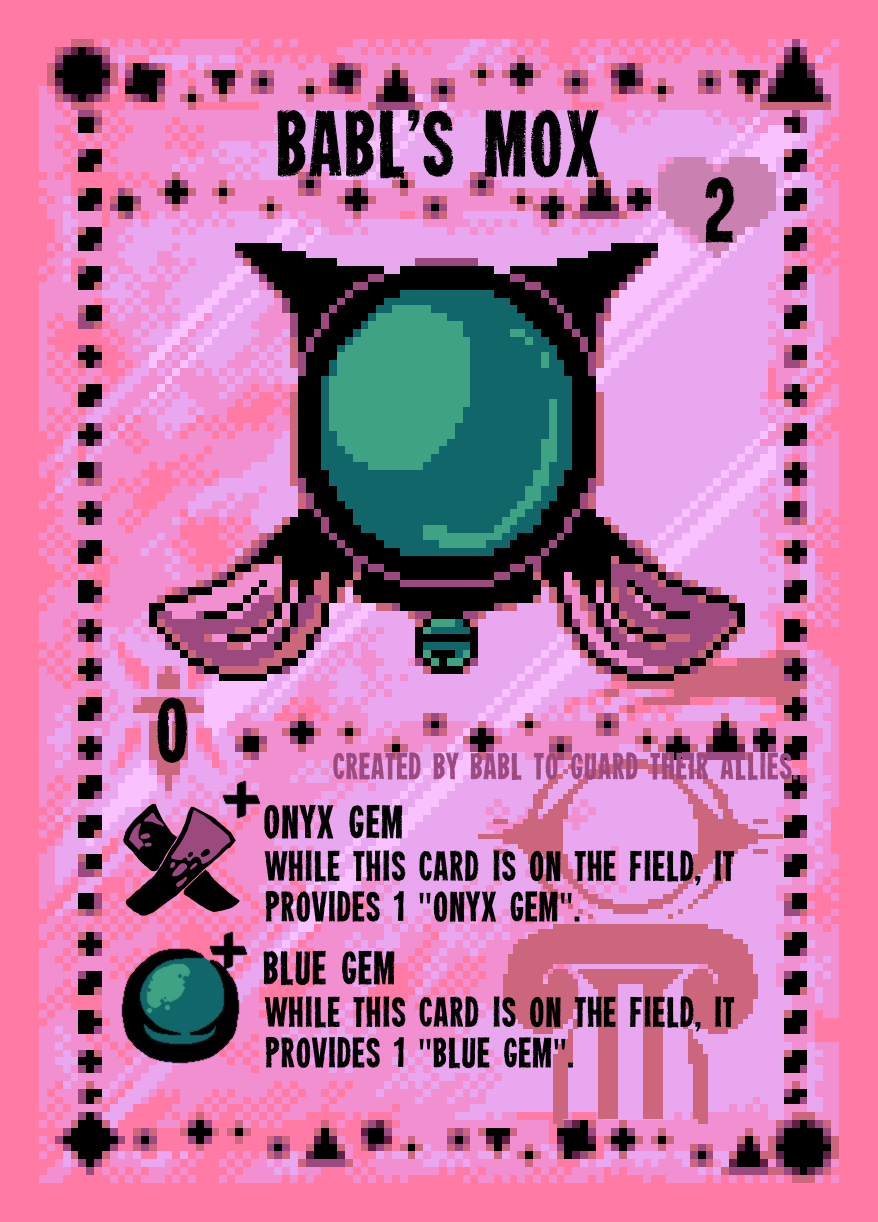 BABL'S MOX
2
0
CREATED BY BABL TO GUARD THEIR ALLIES.
ONYX GEM
WHILE THIS CARD IS ON THE FIELD, IT
PROVIDES 1 "ONYX GEM".
BLUE GEM
WHILE THIS CARD IS ON THE FIELD, IT
PROVIDES 1 "BLUE GEM".